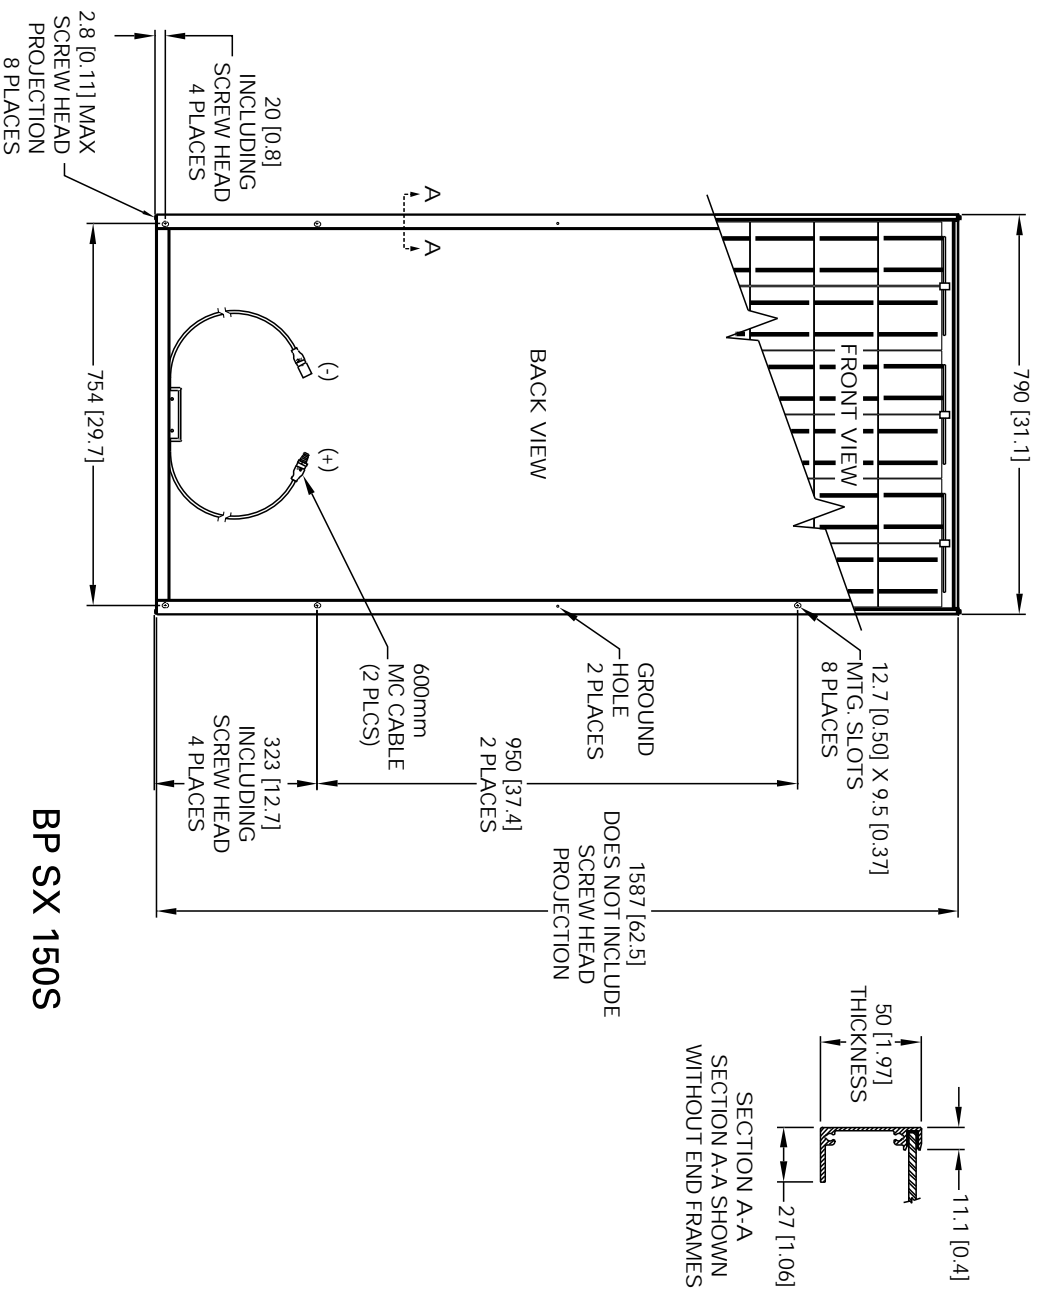 2.8 [0.11] MAX
SCREW HEAD
PROJECTION
8 PLACES
20 [0.8]
INCLUDING
SCREW HEAD
4 PLACES
A
A
790 [31.1]
754 [29.7]
(-)
(+)
BACK VIEW
FRONT VIEW
12.7 [0.50] X 9.5 [0.37]
MTG. SLOTS
8 PLACES
GROUND
HOLE
2 PLACES
600mm
MC CABLE
(2 PLCS)
950 [37.4]
2 PLACES
323 [12.7]
INCLUDING
SCREW HEAD
4 PLACES
1587 [62.5]
DOES NOT INCLUDE
SCREW HEAD
PROJECTION
50 [1.97]
THICKNESS
11.1 [0.4]
27 [1.06]
SECTION A-A
SECTION A-A SHOWN
WITHOUT END FRAMES
BP SX 150S